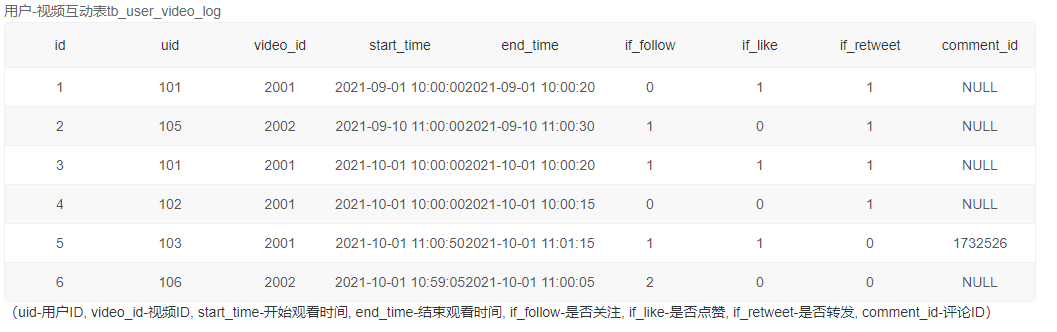 用户-视频互动表tb_user_video_log
id uid video_id start_time end_time if_follow if_like if_retweet comment_id
1 101 2001 2021-09-01 10:00:00 2021-09-01 10:00:20 0 1 1 NULL
2 105 2002 2021-09-10 11:00:00 2021-09-10 11:00:30 1 0 1 NULL
3 101 2001 2021-10-01 10:00:00 2021-10-01 10:00:20 1 1 1 NULL
4 102 2001 2021-10-01 10:00:00 2021-10-01 10:00:15 0 0 1 NULL
5 103 2001 2021-10-01 11:00:50 2021-10-01 11:01:15 1 1 0 1732526
6 106 2002 2021-10-01 10:59:05 2021-10-01 11:00:05 2 0 0 NULL
（uid-用户ID, video_id-视频ID, start_time-开始观看时间, end_time-结束观看时间, if_follow-是否关注, if_like-是否点赞, if_retweet-是否转发, comment_id-评论ID）